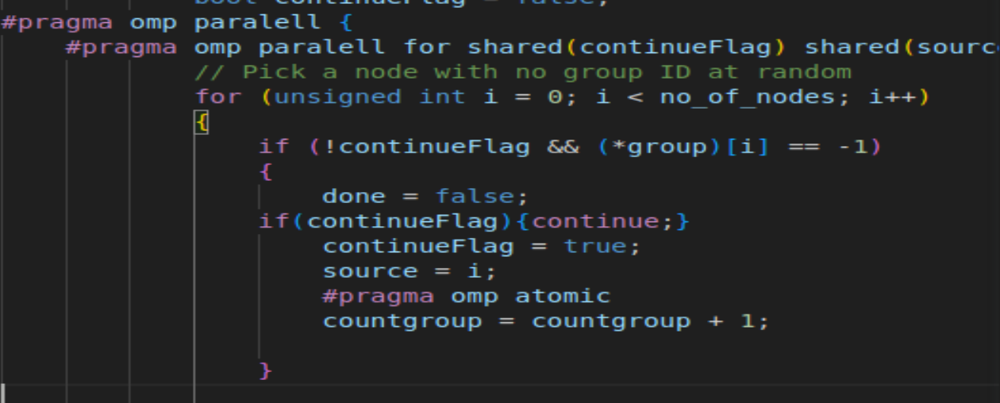 bool continueFlag = false;
#pragma omp paralell {
#pragma omp paralell for shared(continueFlag) shared(sourc
// Pick a node with no group ID at random
for (unsigned int i = 0; i < no_of_nodes; i++)
{
if (!continueFlag && (*group)[i] == -1)
{
done = false;
if(continueFlag){continue;}
continueFlag = true;
source = i;
#pragma omp atomic
countgroup = countgroup + 1;
}